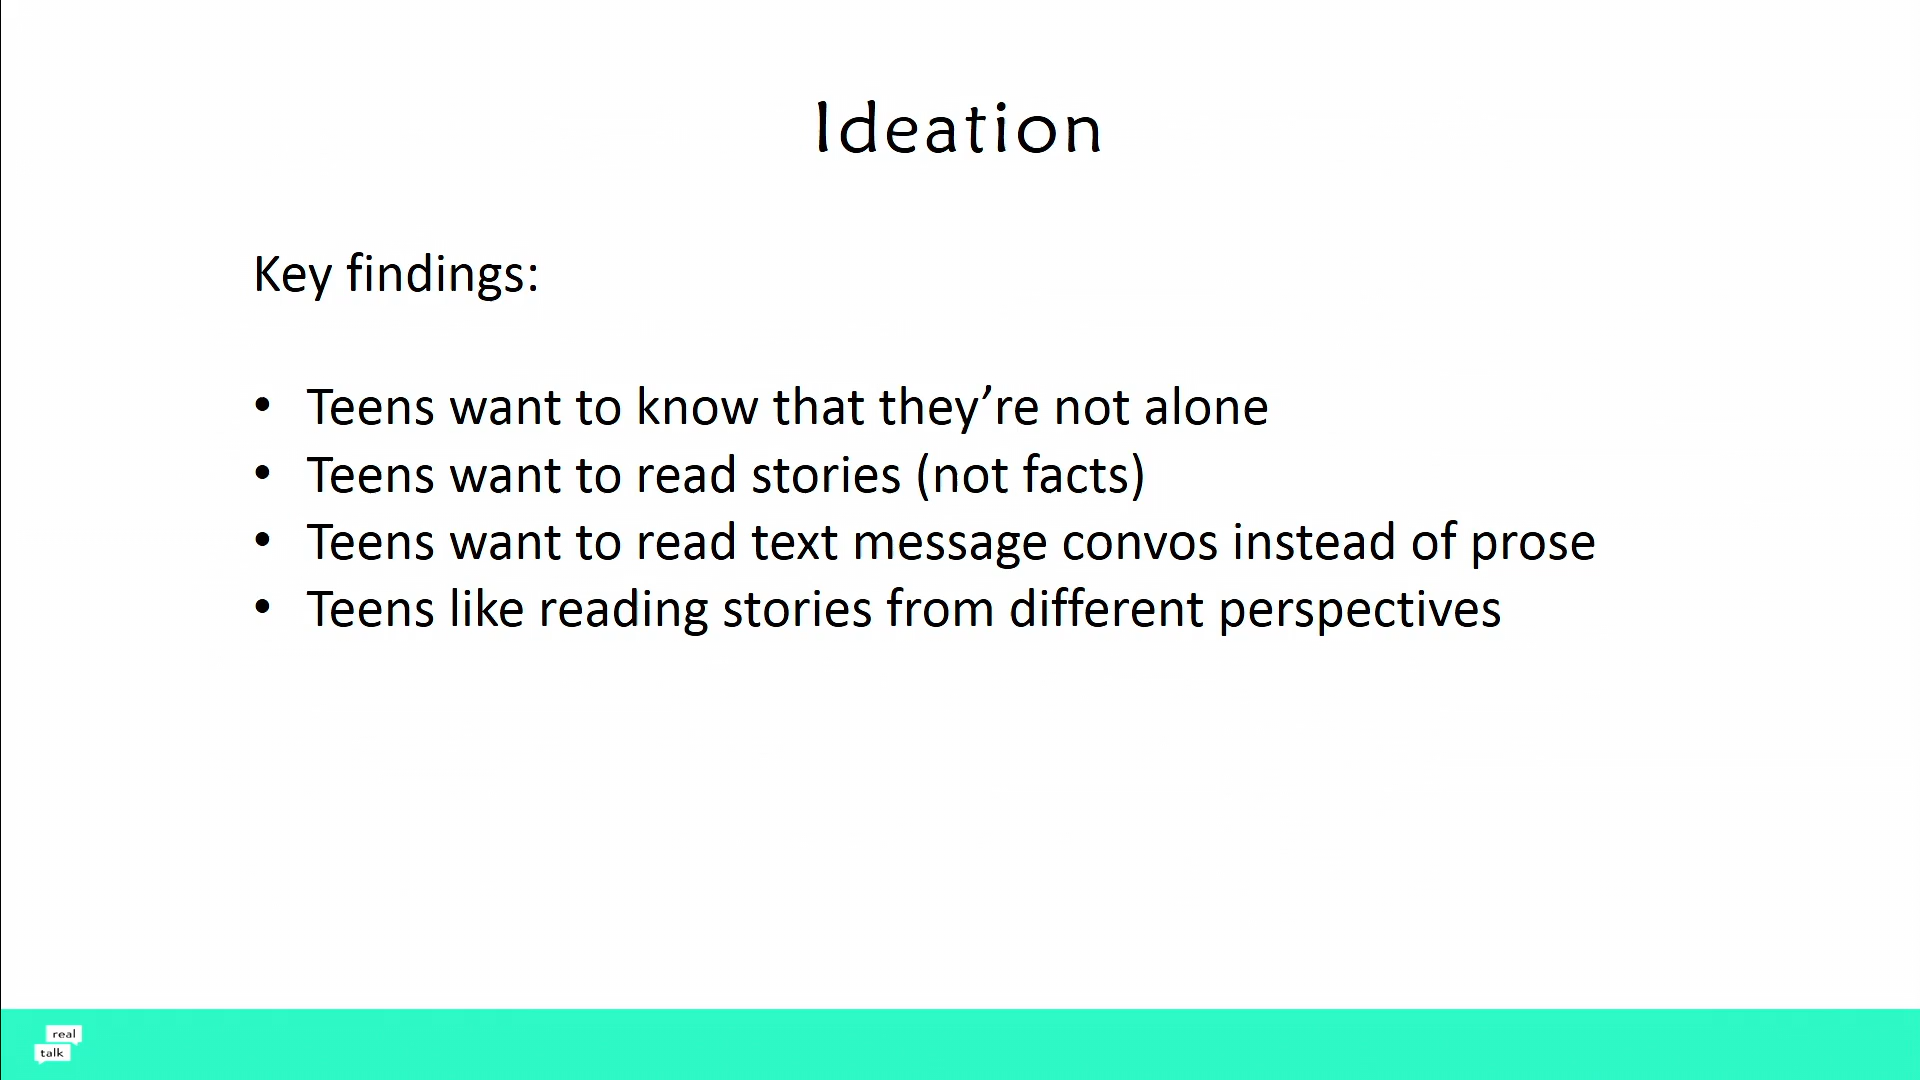 Ideation
Key findings:
• Teens want to know that they’re not alone
• Teens want to read stories (not facts)
• Teens want to read text message convos instead of prose
• Teens like reading stories from different perspectives
real
talk